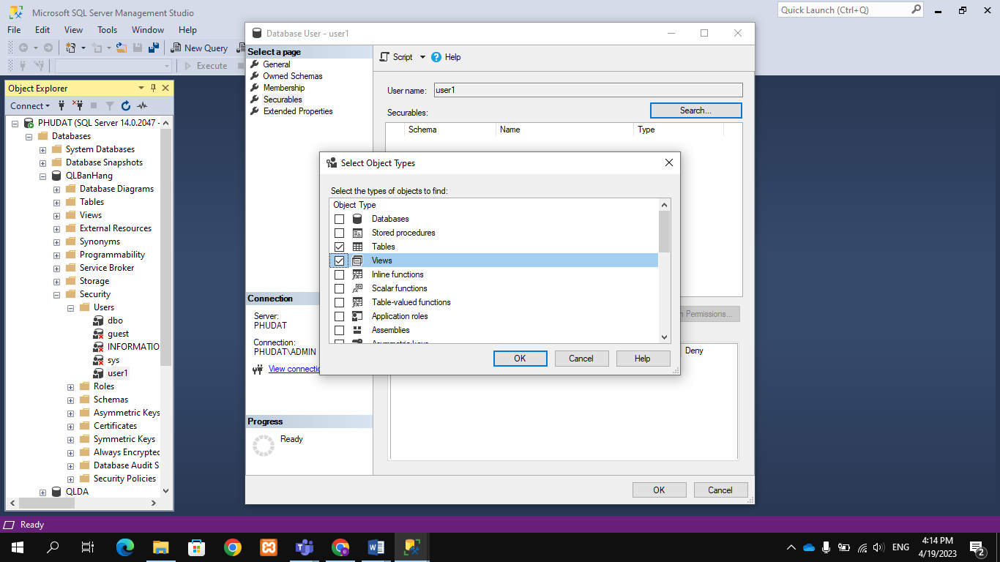 Microsoft SQL Server Management Studio
Quick Launch (Ctrl+Q)
File Edit View Tools Window Help
New Query
Execute
Object Explorer
Connect
PHUDAT (SQL Server 14.0.2047 -
Databases
System Databases
Database Snapshots
QLBanHang
Database Diagrams
Tables
Views
External Resources
Synonyms
Programmability
Service Broker
Storage
Security
Users
dbo
guest
INFORMATIO
sys
user1
Roles
Schemas
Asymmetric Keys
Certificates
Symmetric Keys
Always Encrypted
Database Audit S
Security Policies
QLDA
Database User - user1
Select a page
General
Owned Schemas
Membership
Securables
Extended Properties
Connection
Server:
PHUDAT
Connection:
PHUDAT\ADMIN
View connectio
Progress
Ready
Script Help
User name: user1
Securables: Search...
Schema Name Type
Permissions...
Deny
OK Cancel
Select Object Types
Select the types of objects to find:
Object Type
Databases
Stored procedures
Tables
Views
Inline functions
Scalar functions
Table-valued functions
Application roles
Assemblies
OK Cancel Help
Ready
ENG
4:14 PM
4/19/2023
2